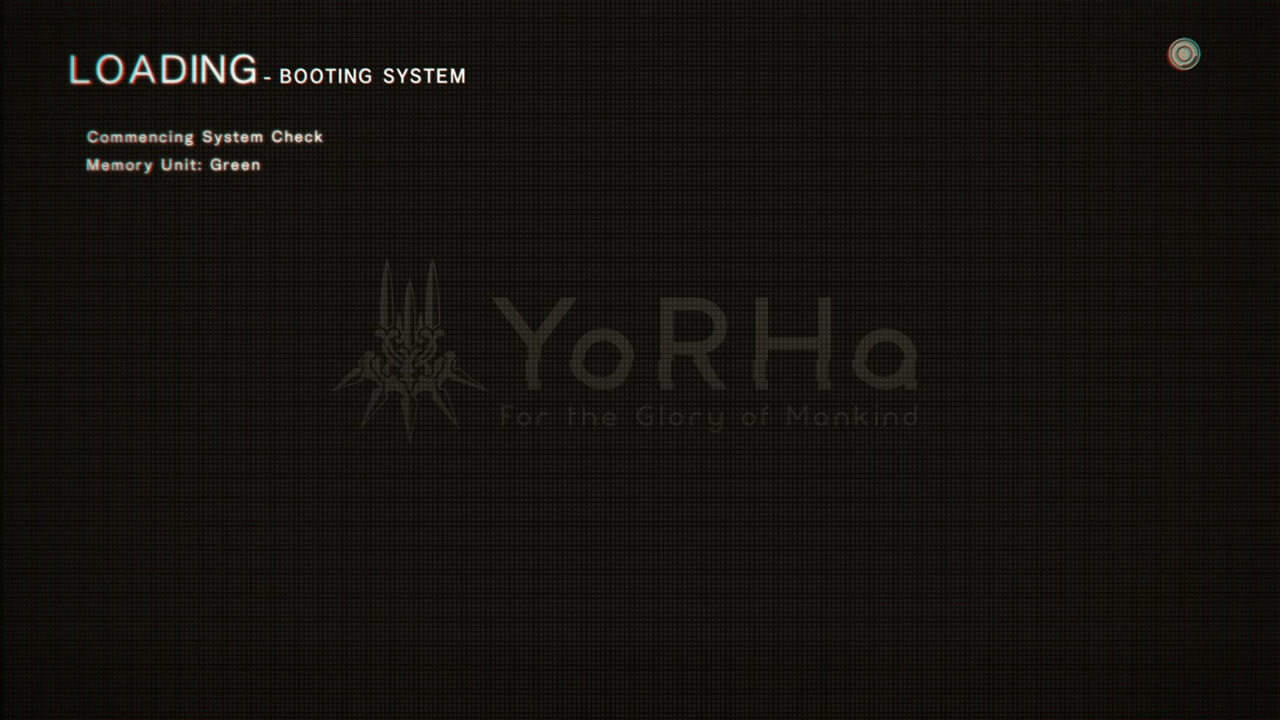 LOADING - BOOTING SYSTEM
Commencing System Check
Memory Unit: Green
YoRHa
For the Glory of Mankind